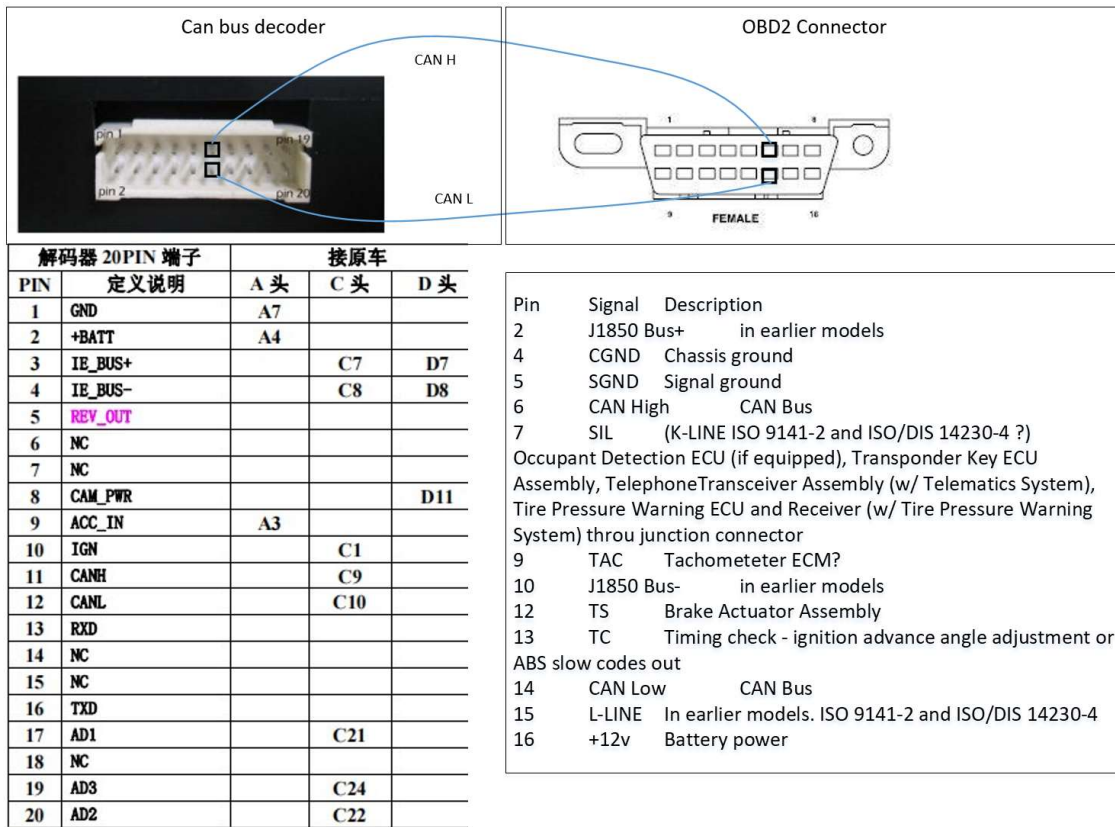 Can bus decoder
OBD2 Connector
CAN H
CAN L
pin 1
pin 19
pin 2
pin 20
1
8
9
16
FEMALE
解码器 20PIN 端子 接原车
PIN 定义说明 A 头 C 头 D 头
1 GND A7
2 +BATT A4
3 IE_BUS+ C7 D7
4 IE_BUS- C8 D8
5 REV_OUT
6 NC
7 NC
8 CAM_PWR D11
9 ACC_IN A3
10 IGN C1
11 CANH C9
12 CANL C10
13 RXD
14 NC
15 NC
16 TXD
17 AD1 C21
18 NC
19 AD3 C24
20 AD2 C22
Pin Signal Description
2 J1850 Bus+ in earlier models
4 CGND Chassis ground
5 SGND Signal ground
6 CAN High CAN Bus
7 SIL (K-LINE ISO 9141-2 and ISO/DIS 14230-4 ?)
Occupant Detection ECU (if equipped), Transponder Key ECU
Assembly, TelephoneTransceiver Assembly (w/ Telematics System),
Tire Pressure Warning ECU and Receiver (w/ Tire Pressure Warning
System) throu junction connector
9 TAC Tachometeter ECM?
10 J1850 Bus- in earlier models
12 TS Brake Actuator Assembly
13 TC Timing check - ignition advance angle adjustment or
ABS slow codes out
14 CAN Low CAN Bus
15 L-LINE In earlier models. ISO 9141-2 and ISO/DIS 14230-4
16 +12v Battery power